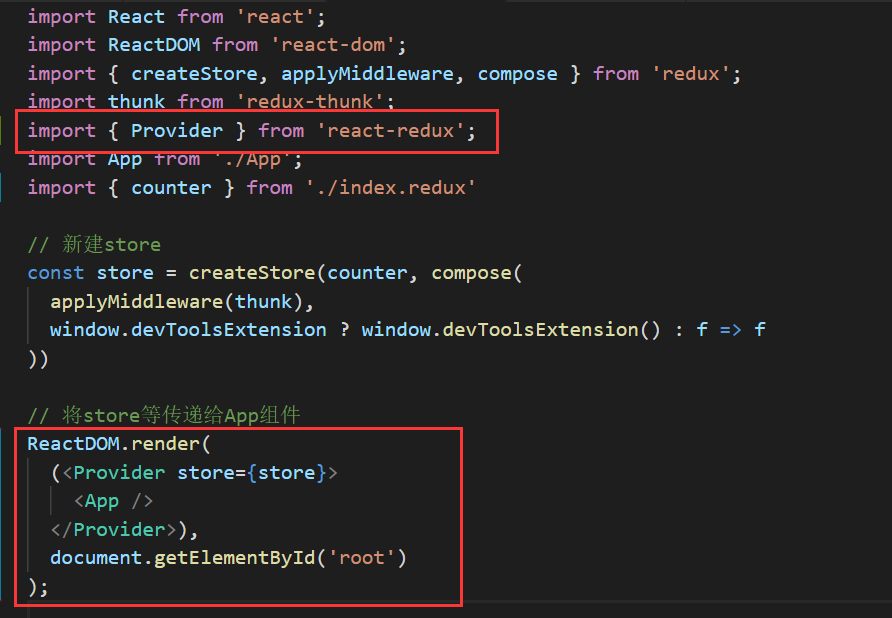 import React from 'react';
import ReactDOM from 'react-dom';
import { createStore, applyMiddleware, compose } from 'redux';
import thunk from 'redux-thunk';
import { Provider } from 'react-redux';
import App from './App';
import { counter } from './index.redux'
// 新建store
const store = createStore(counter, compose(
applyMiddleware(thunk),
window.devToolsExtension ? window.devToolsExtension() : f => f
))
// 将store等传递给App组件
ReactDOM.render(
(<Provider store={store}>
<App />
</Provider>),
document.getElementById('root')
);